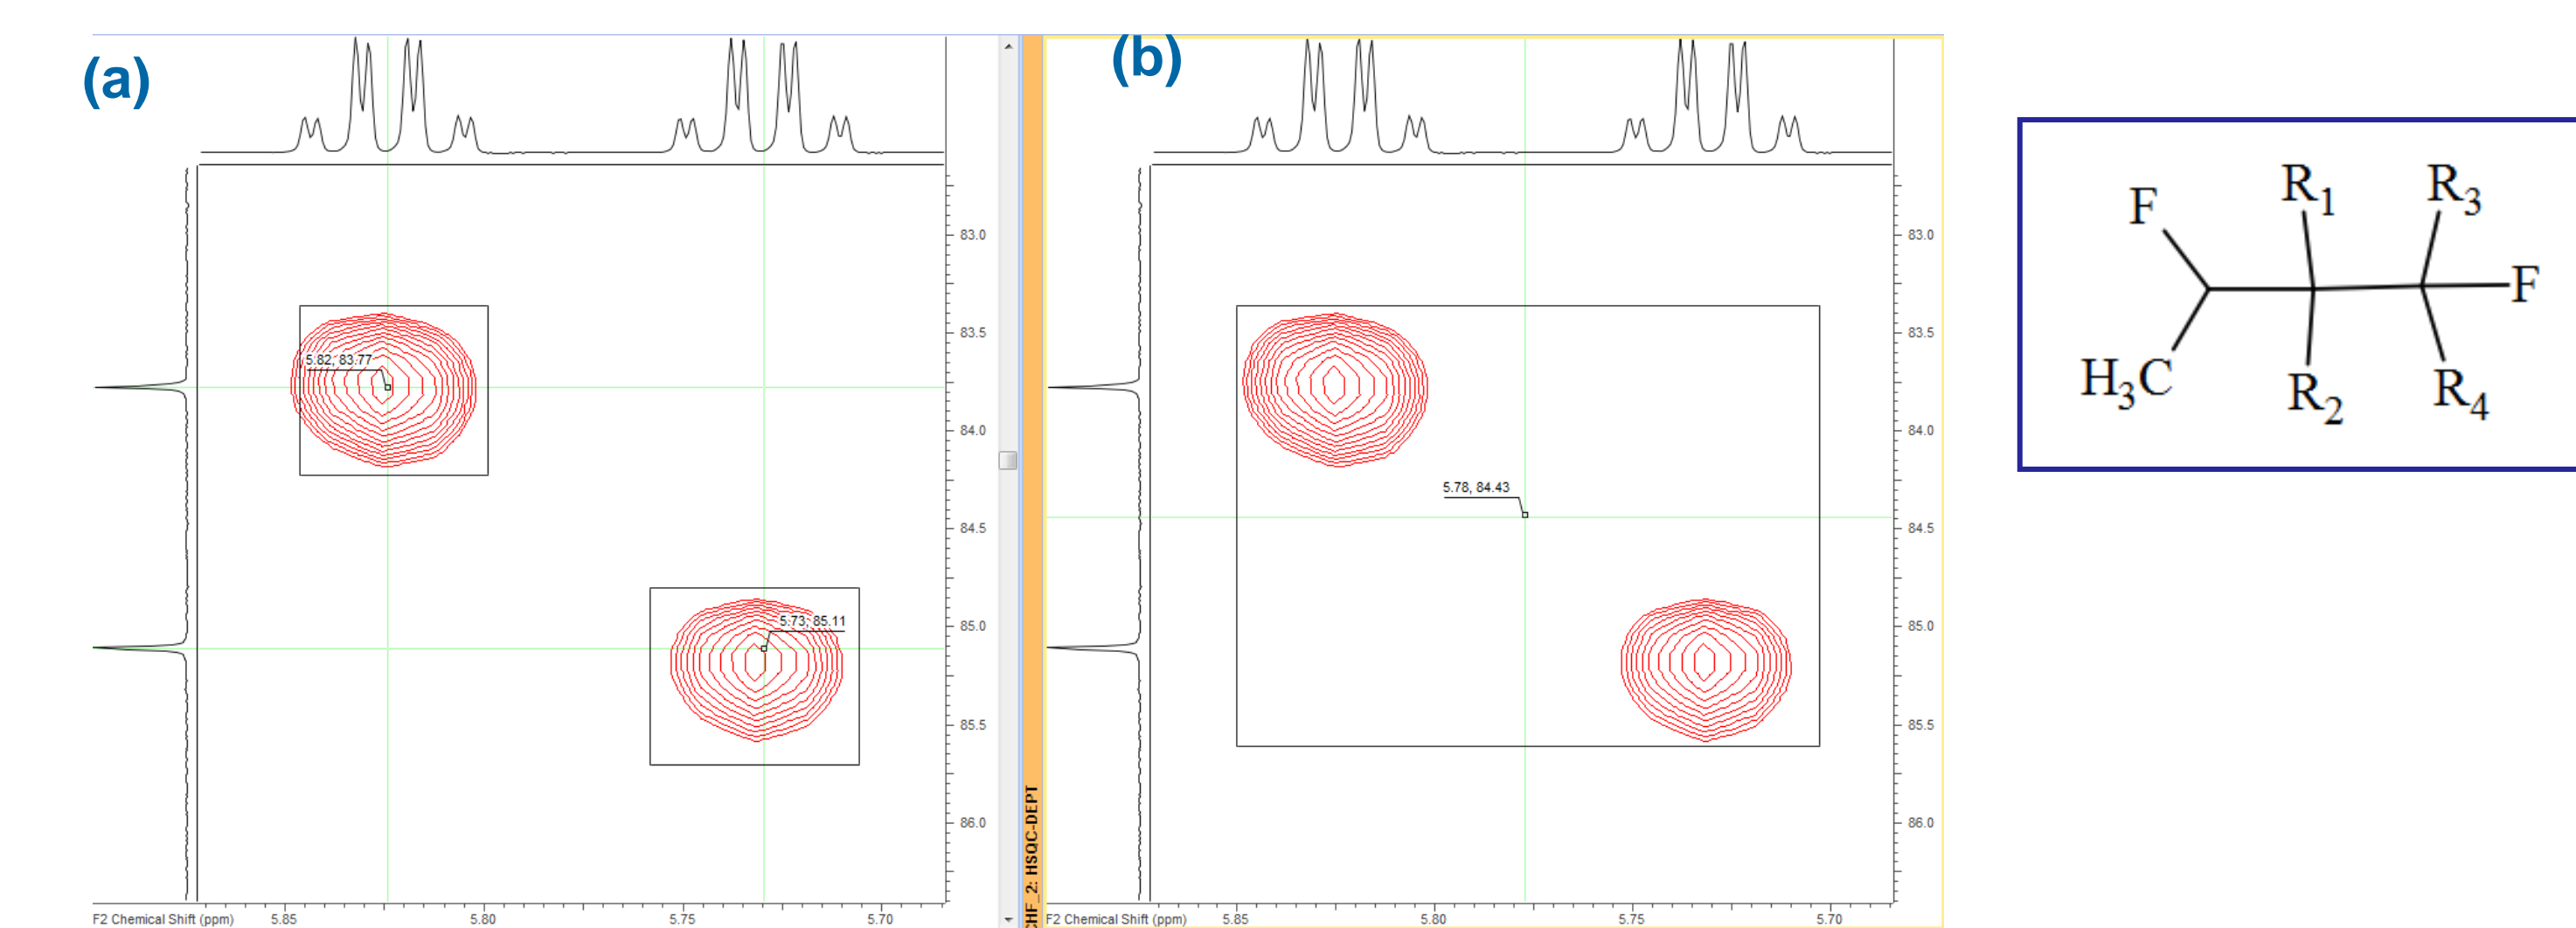 (a)
5.82, 83.77
5.73, 85.11
83.0
83.5
84.0
84.5
85.0
85.5
86.0
F2 Chemical Shift (ppm)
5.85
5.80
5.75
5.70
CHF_2: HSQC-DEPT
(b)
5.78, 84.43
83.0
83.5
84.0
84.5
85.0
85.5
86.0
F2 Chemical Shift (ppm)
5.85
5.80
5.75
5.70
F
R1
R3
F
H3C
R2
R4